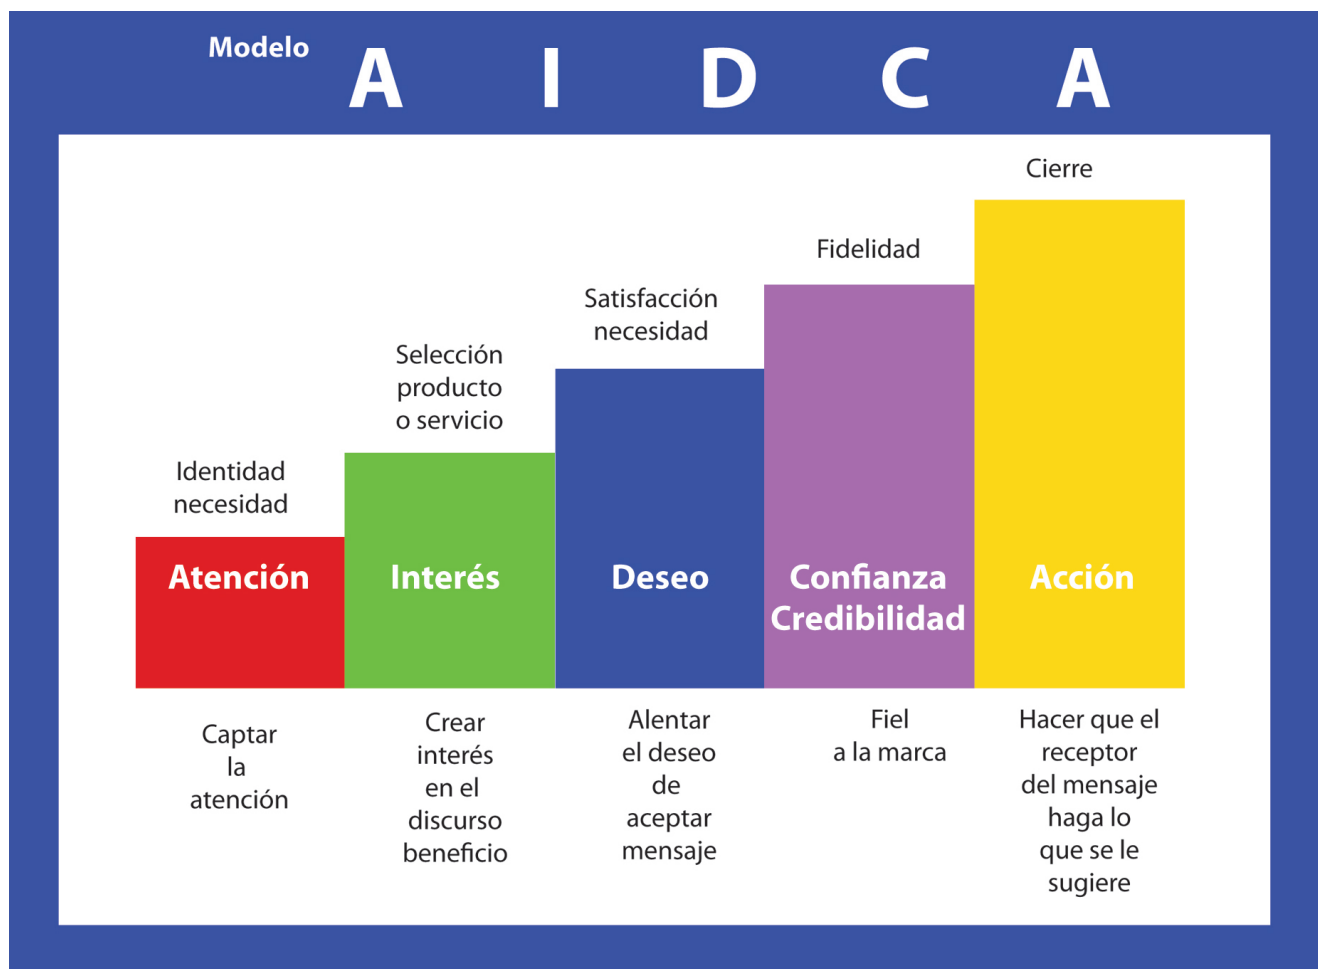 Modelo A I D C A
Identidad
necesidad
Atención
Captar
la
atención
Selección
producto
o servicio
Interés
Crear
interés
en el
discurso
beneficio
Satisfacción
necesidad
Deseo
Alentar
el deseo
de
aceptar
mensaje
Fidelidad
Confianza
Credibilidad
Fiel
a la marca
Cierre
Acción
Hacer que el
receptor
del mensaje
haga lo
que se le
sugiere